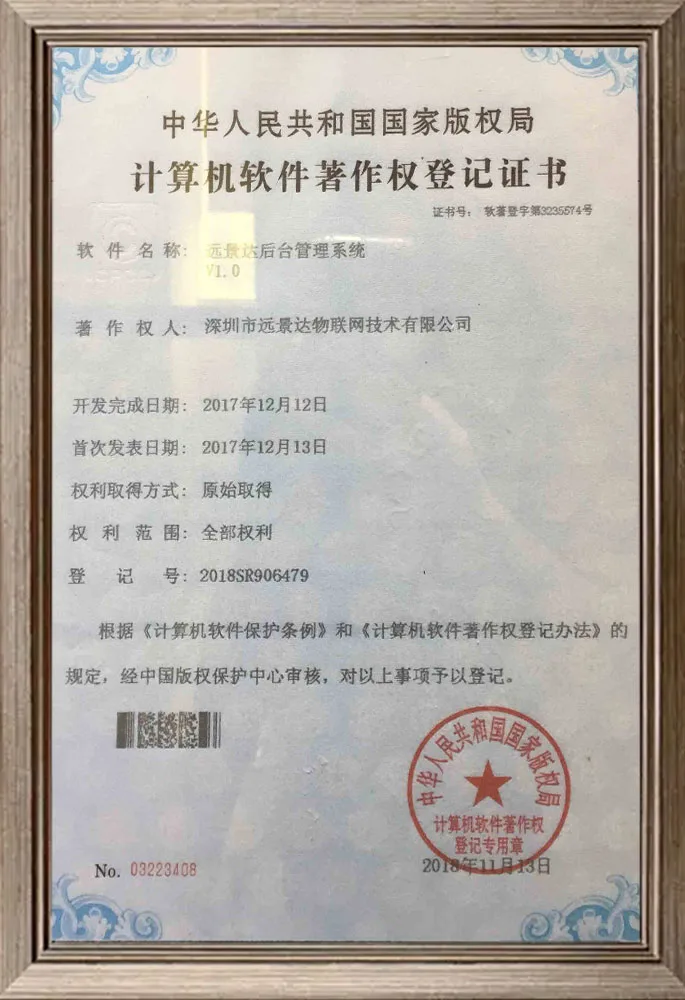 中华人民共和国国家版权局
计算机软件著作权登记证书
证书号: 软著登字第3235574号
软件名称: 远景达后台管理系统
V1.0
著作权人: 深圳市远景达物联网技术有限公司
开发完成日期: 2017年12月12日
首次发表日期: 2017年12月13日
权利取得方式: 原始取得
权利范围: 全部权利
登记号: 2018SR906479
根据《计算机软件保护条例》和《计算机软件著作权登记办法》的
规定，经中国版权保护中心审核，对以上事项予以登记。
中华人民共和国国家版权局
计算机软件著作权
登记专用章
No. 03223408
2018年11月13日